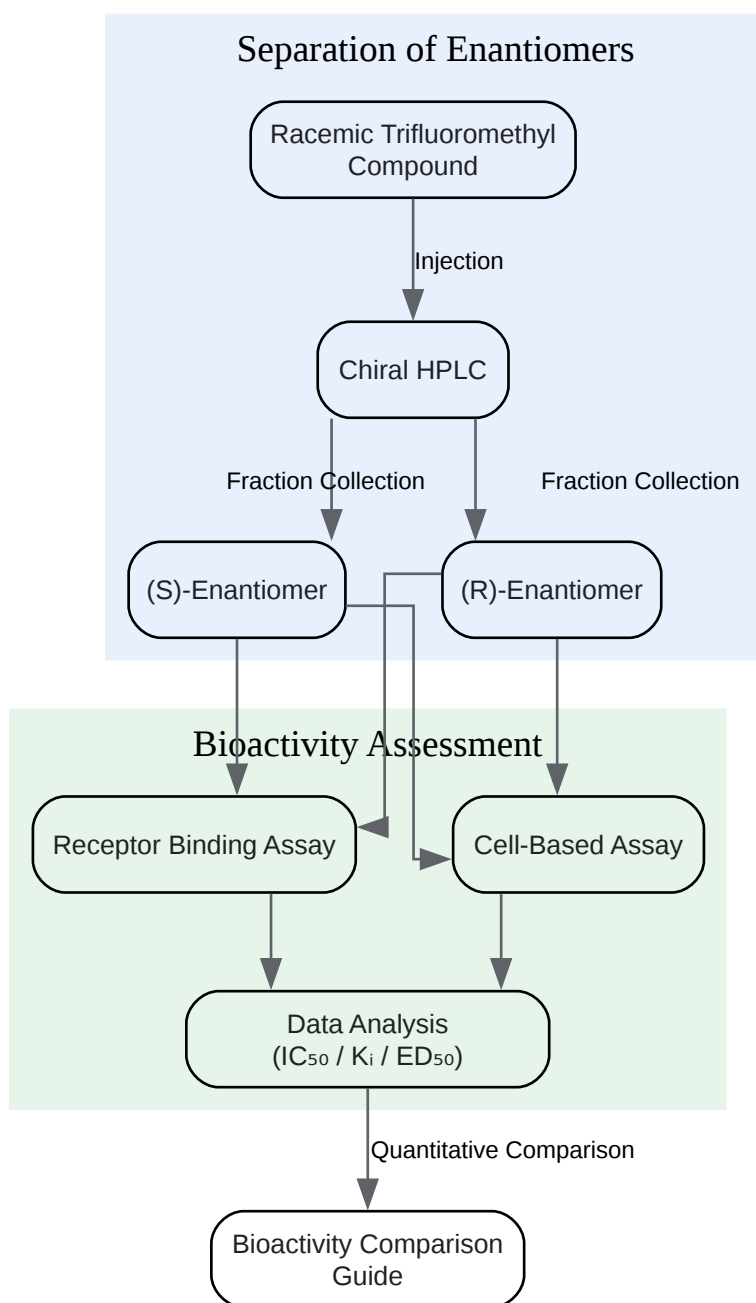 Separation of Enantiomers
Racemic Trifluoromethyl
Compound
Injection
Chiral HPLC
Fraction Collection
Fraction Collection
(S)-Enantiomer
(R)-Enantiomer
Bioactivity Assessment
Receptor Binding Assay
Cell-Based Assay
Data Analysis
(IC₅₀ / Kᵢ / ED₅₀)
Quantitative Comparison
Bioactivity Comparison
Guide